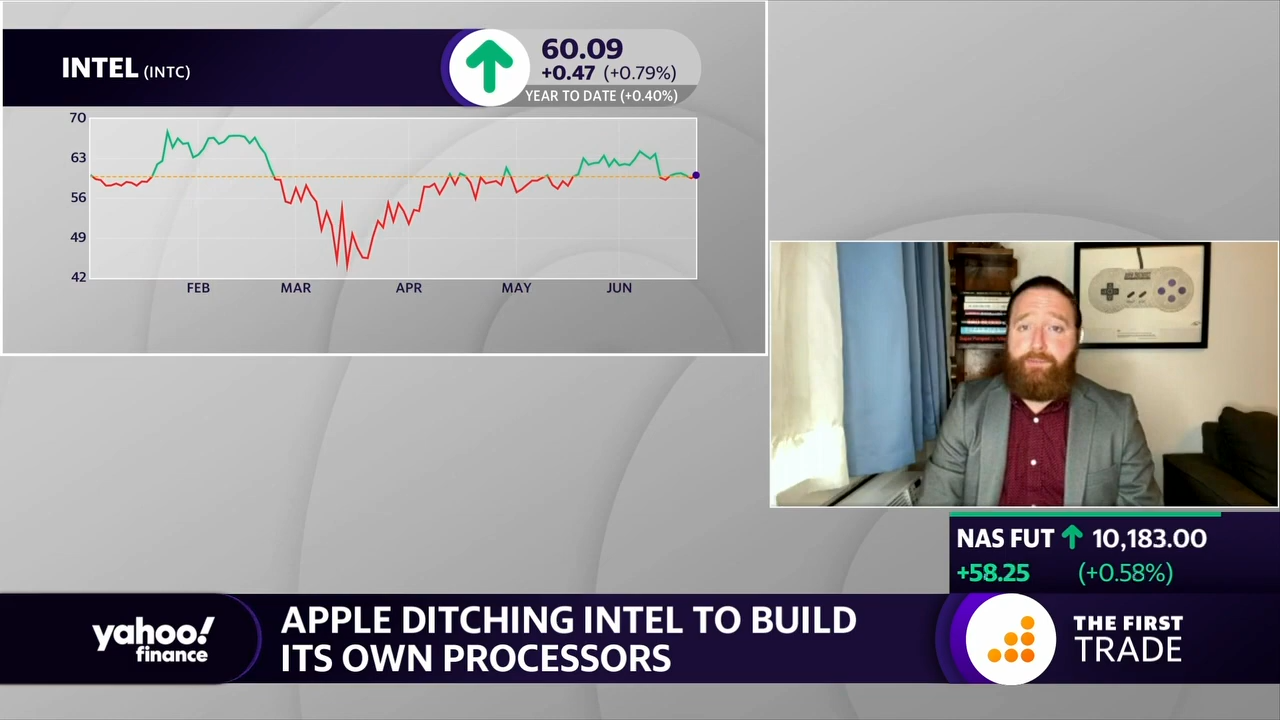 INTEL (INTC)
60.09
+0.47 (+0.79%)
YEAR TO DATE (+0.40%)
70
63
56
49
42
FEB MAR APR MAY JUN
NAS FUT 10,183.00
+58.25 (+0.58%)
yahoo!
finance
APPLE DITCHING INTEL TO BUILD
ITS OWN PROCESSORS
THE FIRST
TRADE